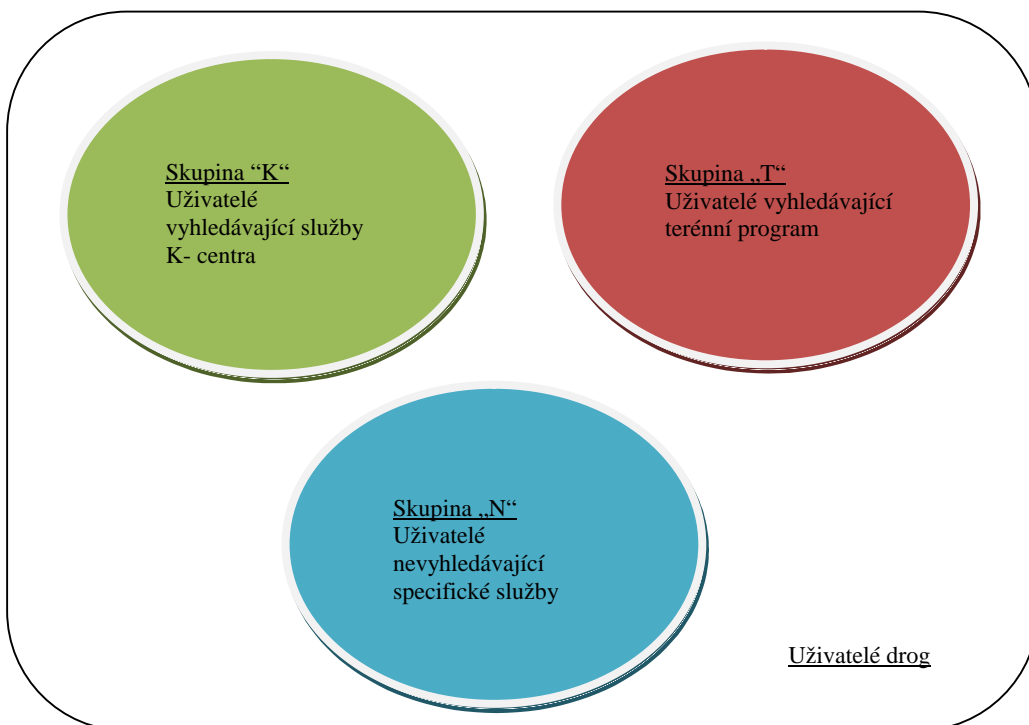 Skupina “K“
Uživatelé
vyhledávající služby
K- centra
Skupina „T“
Uživatelé vyhledávající
terénní program
Skupina „N“
Uživatelé
nevyhledávající
specifické služby
Uživatelé drog